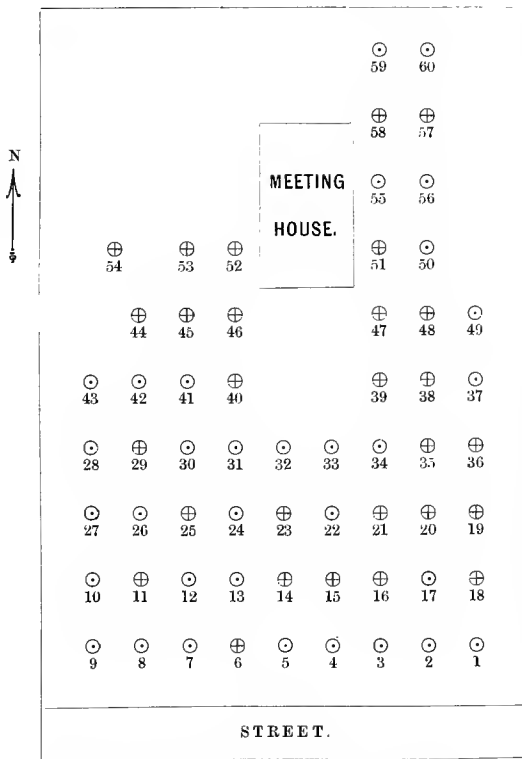 59 60
58 57
N
MEETING
55 56
HOUSE.
54 53 52 51 50
44 45 46 47 48 49
43 42 41 40 39 38 37
28 29 30 31 32 33 34 35 36
27 26 25 24 23 22 21 20 19
10 11 12 13 14 15 16 17 18
9 8 7 6 5 4 3 2 1
STREET.